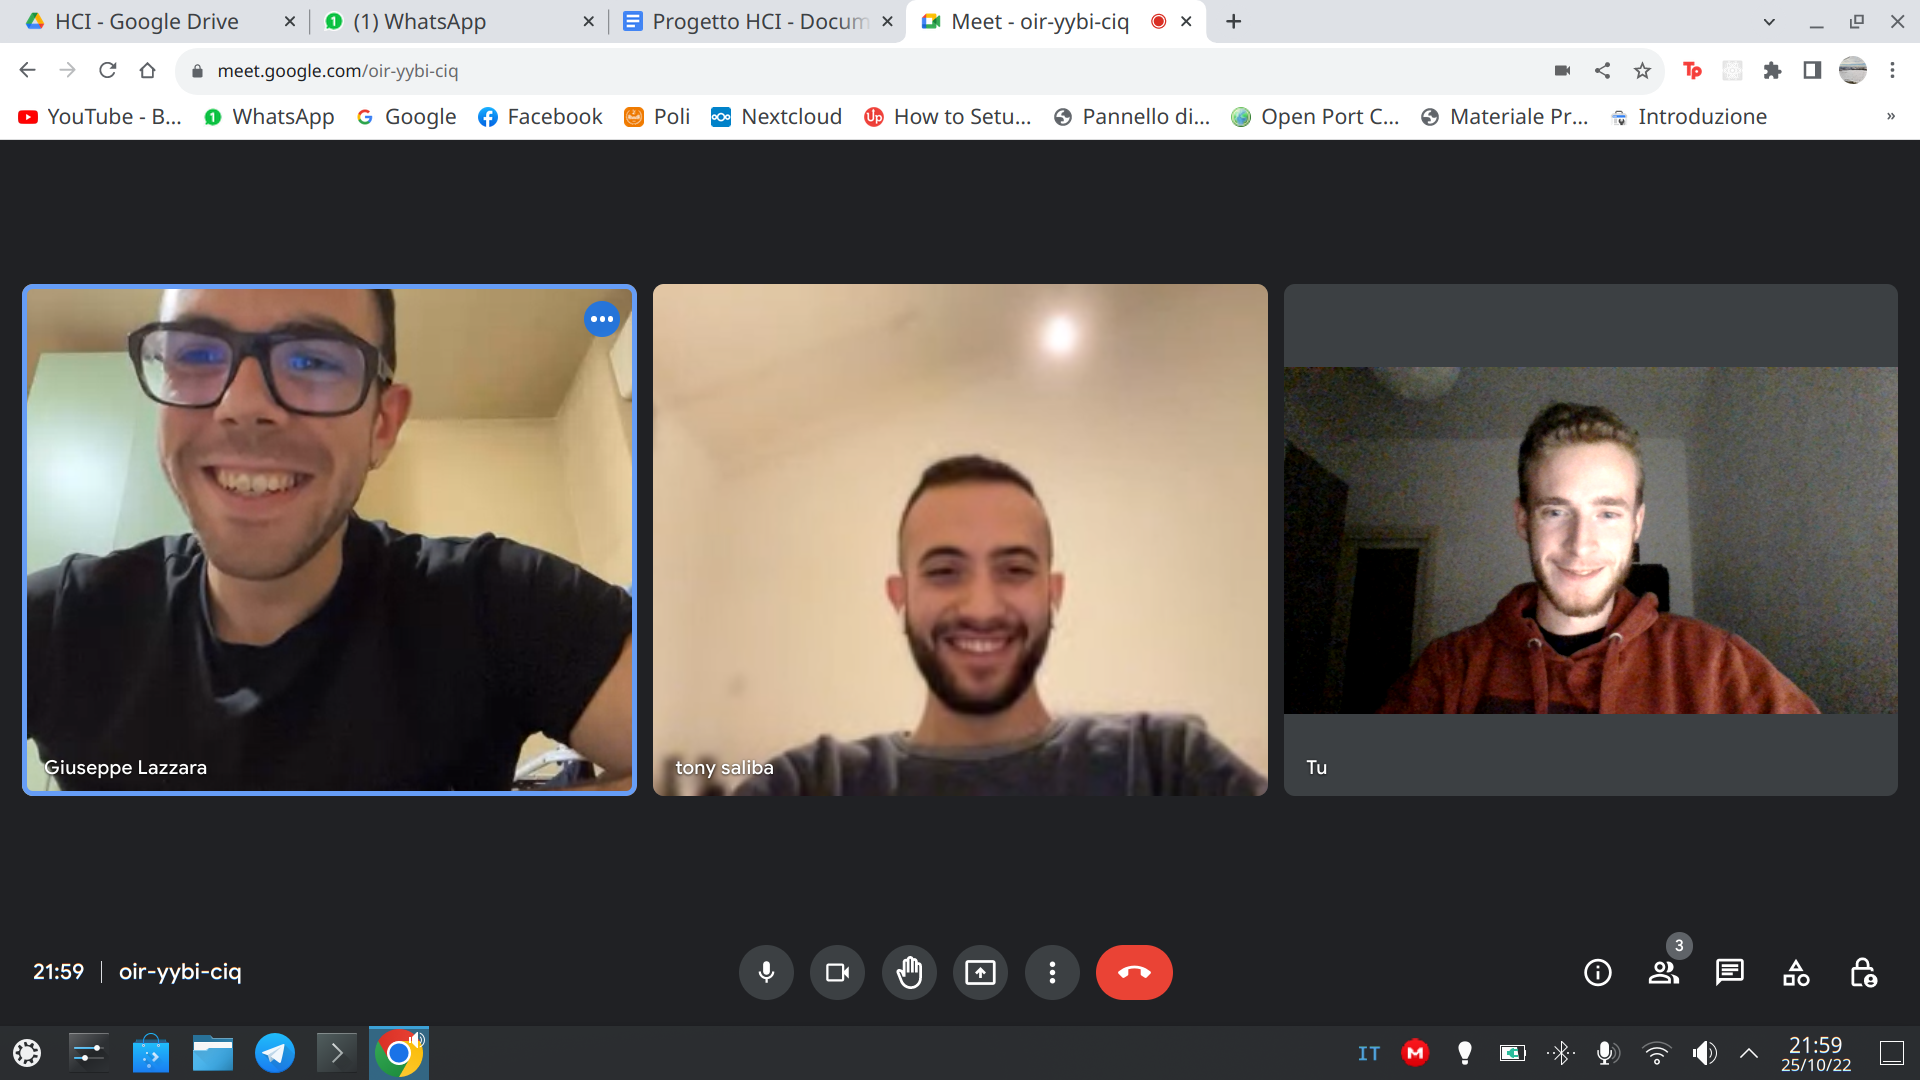 HCI - Google Drive
(1) WhatsApp
Progetto HCI - Docum
Meet - oir-yybi-ciq
meet.google.com/oir-yybi-ciq
Tp
YouTube - B...
WhatsApp
Google
Facebook
Poli
Nextcloud
Up
How to Setu...
Pannello di...
Open Port C...
Materiale Pr...
Introduzione
»
Giuseppe Lazzara
tony saliba
Tu
21:59
oir-yybi-ciq
3
IT
M
21:59
25/10/22